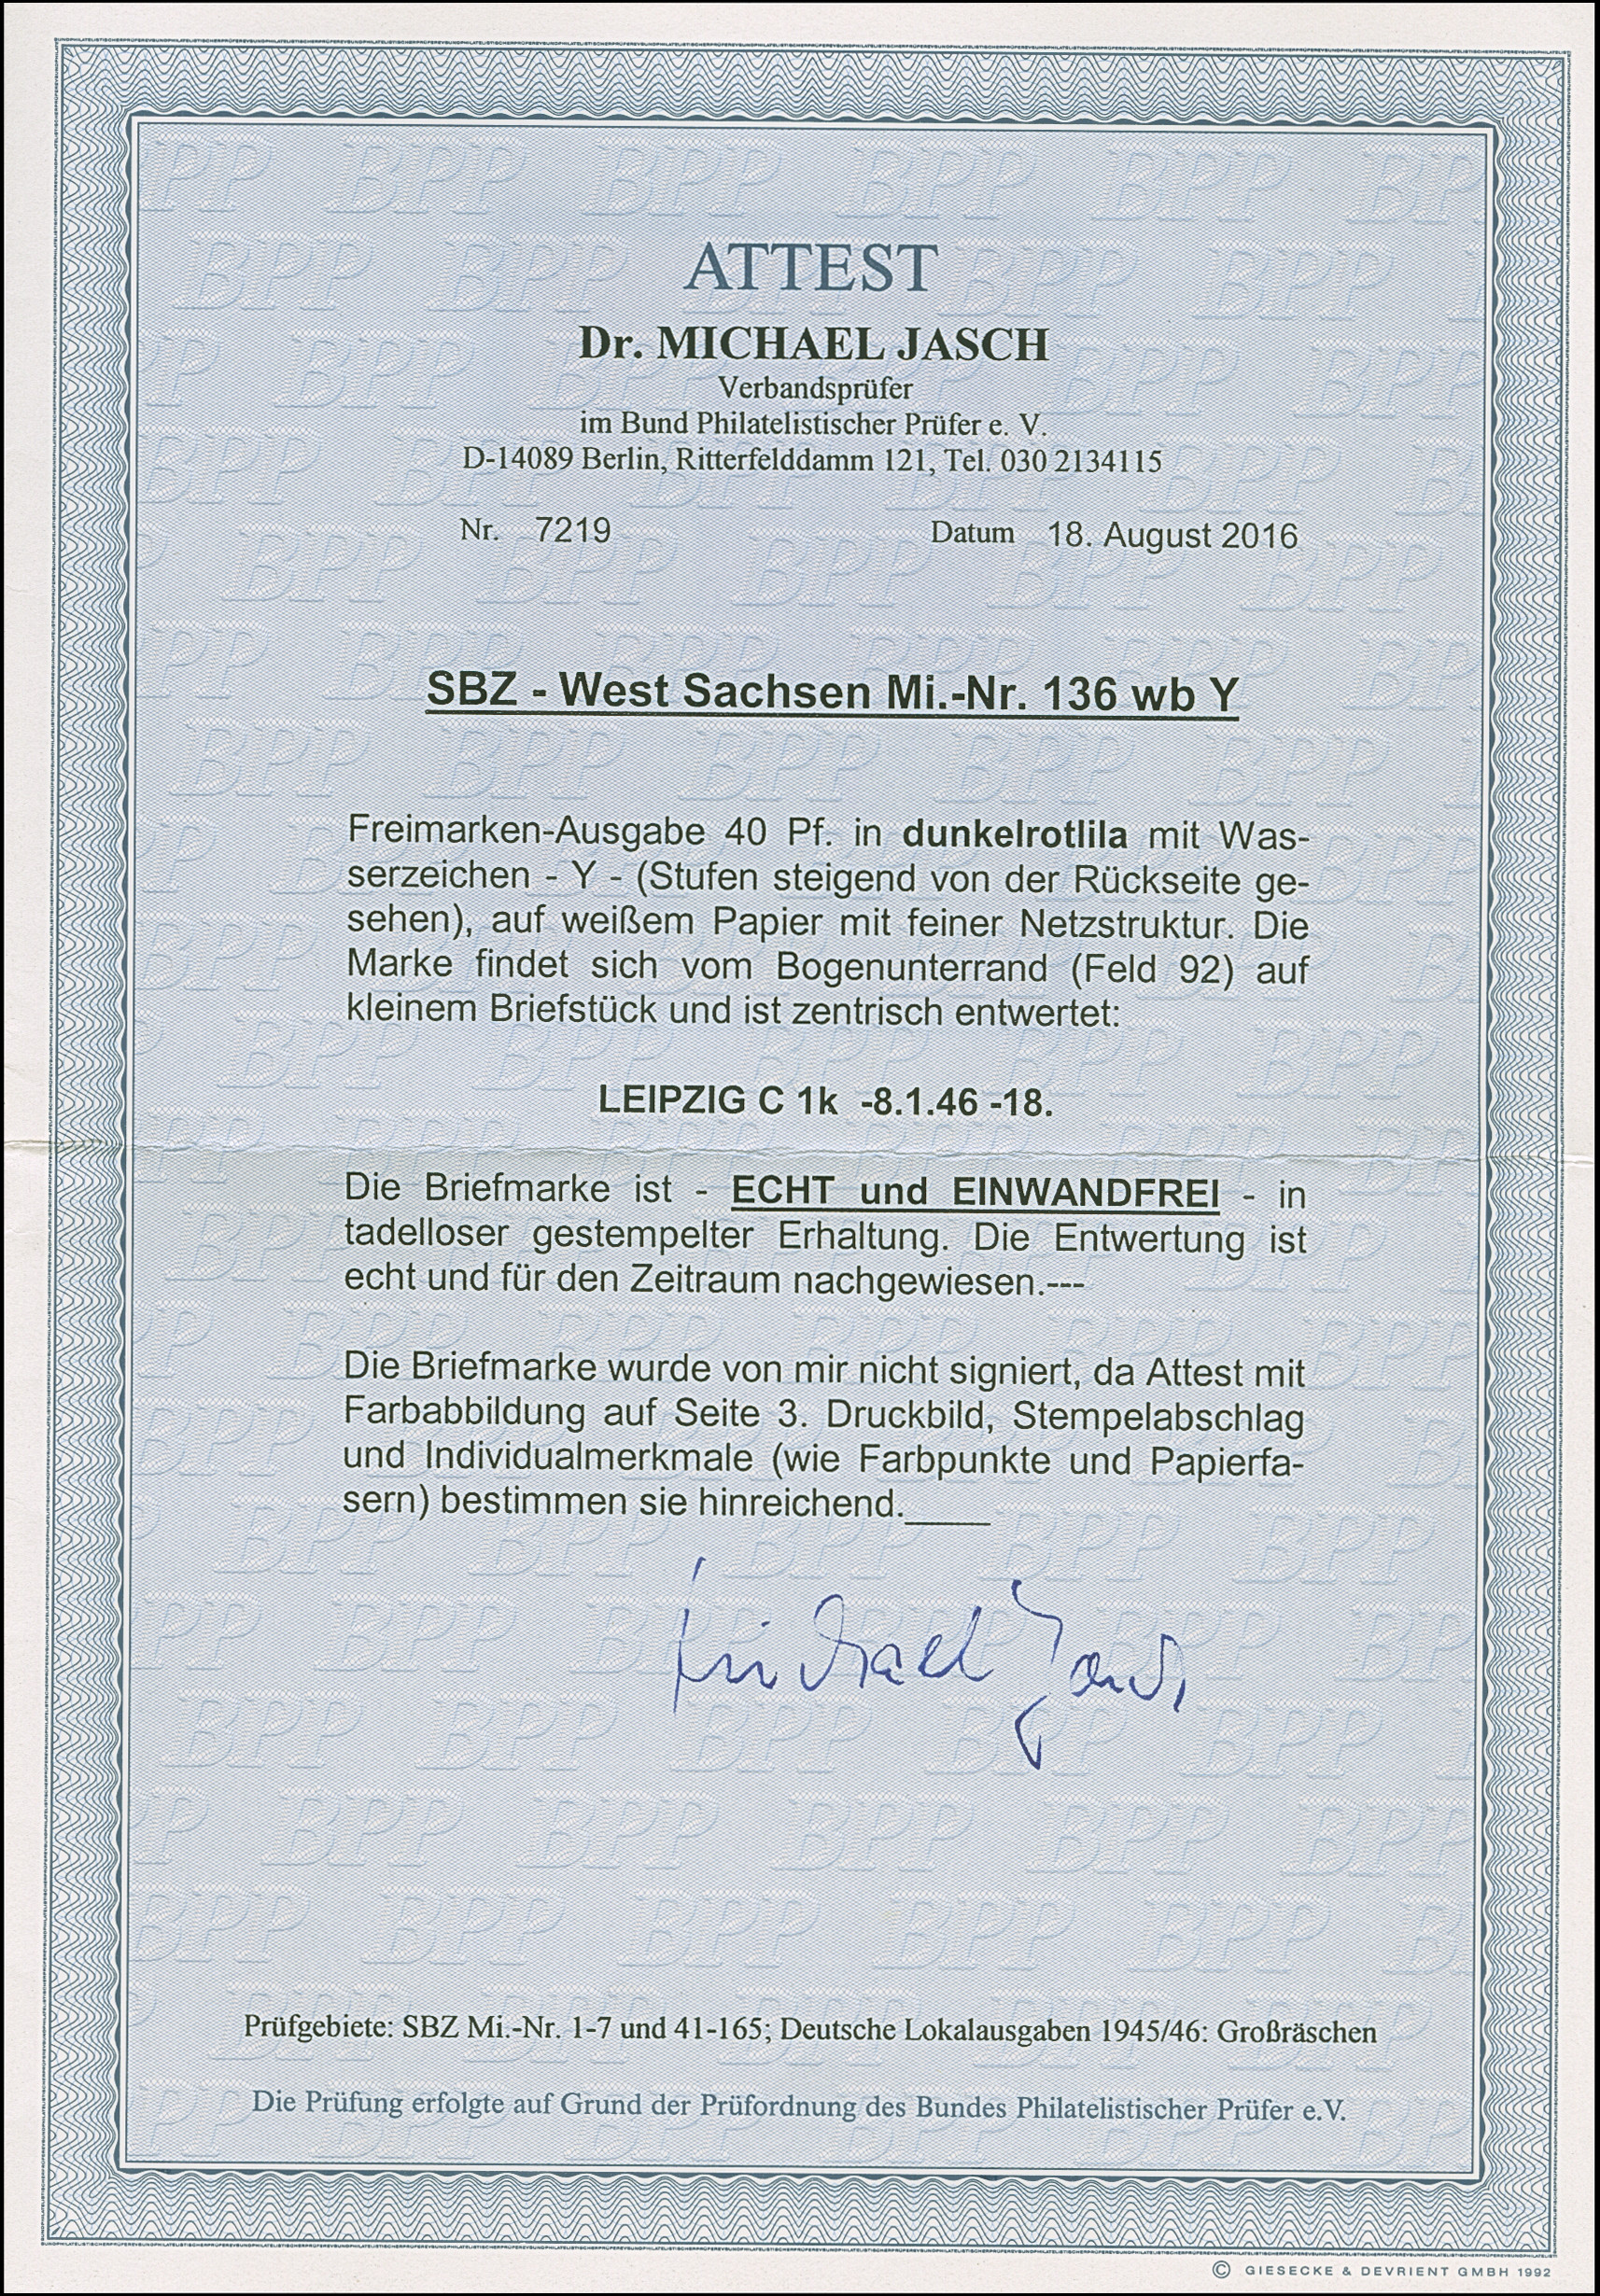 ATTEST
Dr. MICHAEL JASCH
Verbandsprüfer
im Bund Philatelistischer Prüfer e. V.
D-14089 Berlin, Ritterfelddamm 121, Tel. 030 2134115
Nr. 7219 Datum 18. August 2016
SBZ - West Sachsen Mi.-Nr. 136 wb Y
Freimarken-Ausgabe 40 Pf. in dunkelrotlila mit Was-
serzeichen - Y - (Stufen steigend von der Rückseite ge-
sehen), auf weißem Papier mit feiner Netzstruktur. Die
Marke findet sich vom Bogenunterrand (Feld 92) auf
kleinem Briefstück und ist zentrisch entwertet:
LEIPZIG C 1k -8.1.46 -18.
Die Briefmarke ist - ECHT und EINWANDFREI - in
tadelloser gestempelter Erhaltung. Die Entwertung ist
echt und für den Zeitraum nachgewiesen.---
Die Briefmarke wurde von mir nicht signiert, da Attest mit
Farbabbildung auf Seite 3. Druckbild, Stempelabschlag
und Individualmerkmale (wie Farbpunkte und Papierfa-
sern) bestimmen sie hinreichend.____
Michael Jasch
Prüfgebiete: SBZ Mi.-Nr. 1-7 und 41-165; Deutsche Lokalausgaben 1945/46: Großräschen
Die Prüfung erfolgte auf Grund der Prüfordnung des Bundes Philatelistischer Prüfer e.V.
© GIESECKE & DEVRIENT GMBH 1992